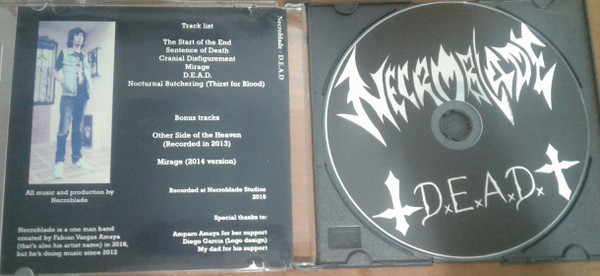 All music and production by
Necroblade
Necroblade is a one man band
created by Fabian Vargas Amaya
(that's also his artist name) in 2016,
but he's doing music since 2012
Track list
The Start of the End
Sentence of Death
Cranial Disfigurement
Mirage
D.E.A.D.
Nocturnal Butchering (Thirst for Blood)
Bonus tracks
Other Side of the Heaven
(Recorded in 2013)
Mirage (2014 version)
Recorded at Necroblade Studios
2016
Special thanks to:
Amparo Amaya for her support
Diego Garcia (Logo design)
My dad for his support
Necroblade - D.E.A.D
NECROBLADE
D.E.A.D.